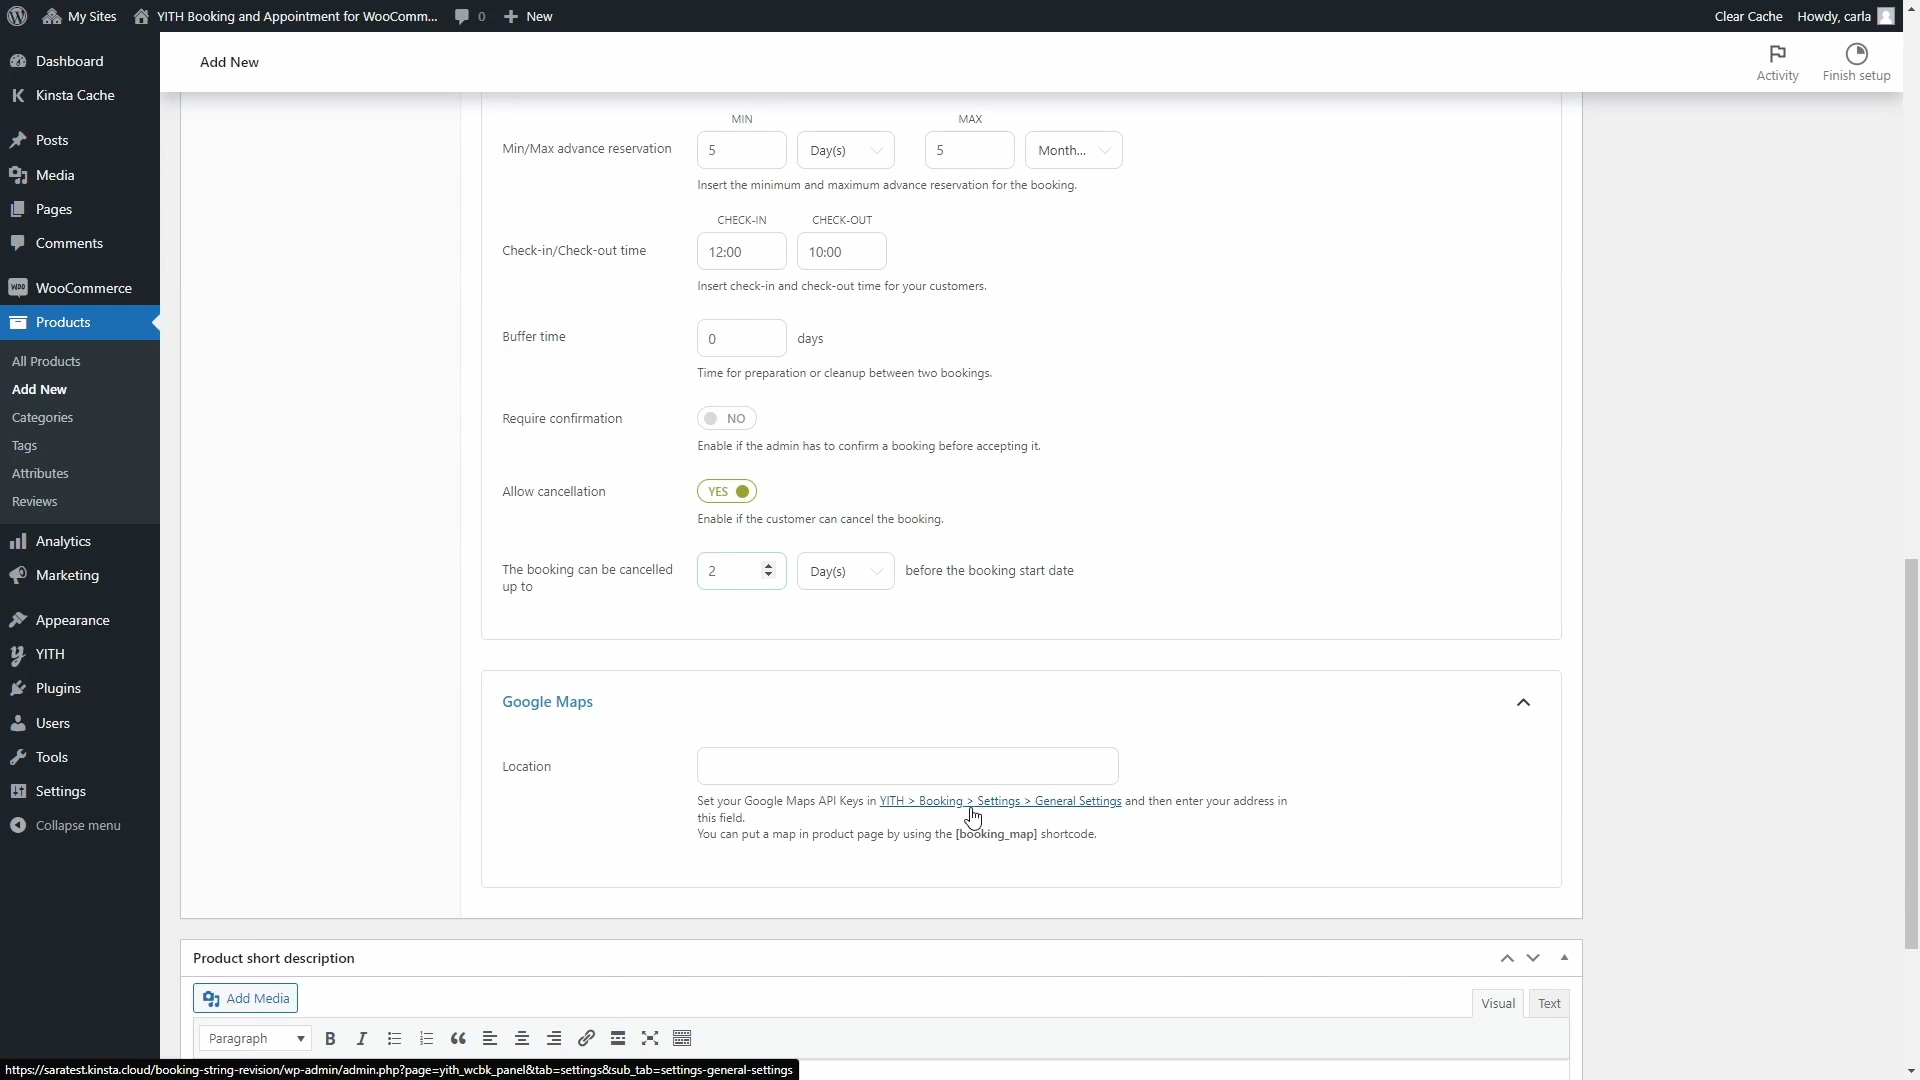 My Sites
YITH Booking and Appointment for WooComm...
0
New
Clear Cache
Howdy, carla
Dashboard
Kinsta Cache
Posts
Media
Pages
Comments
WooCommerce
Products
All Products
Add New
Categories
Tags
Attributes
Reviews
Analytics
Marketing
Appearance
YITH
Plugins
Users
Tools
Settings
Collapse menu
Add New
Activity
Finish setup
MIN
MAX
Min/Max advance reservation
5
Day(s)
5
Month...
Insert the minimum and maximum advance reservation for the booking.
CHECK-IN
CHECK-OUT
Check-in/Check-out time
12:00
10:00
Insert check-in and check-out time for your customers.
Buffer time
0
days
Time for preparation or cleanup between two bookings.
Require confirmation
NO
Enable if the admin has to confirm a booking before accepting it.
Allow cancellation
YES
Enable if the customer can cancel the booking.
The booking can be cancelled
up to
2
Day(s)
before the booking start date
Google Maps
Location
Set your Google Maps API Keys in YITH > Booking > Settings > General Settings and then enter your address in
this field.
You can put a map in product page by using the [booking_map] shortcode.
Product short description
Add Media
Visual
Text
Paragraph
B
I
https://saratest.kinsta.cloud/booking-string-revision/wp-admin/admin.php?page=yith_wcbk_panel&tab=settings&sub_tab=settings-general-settings